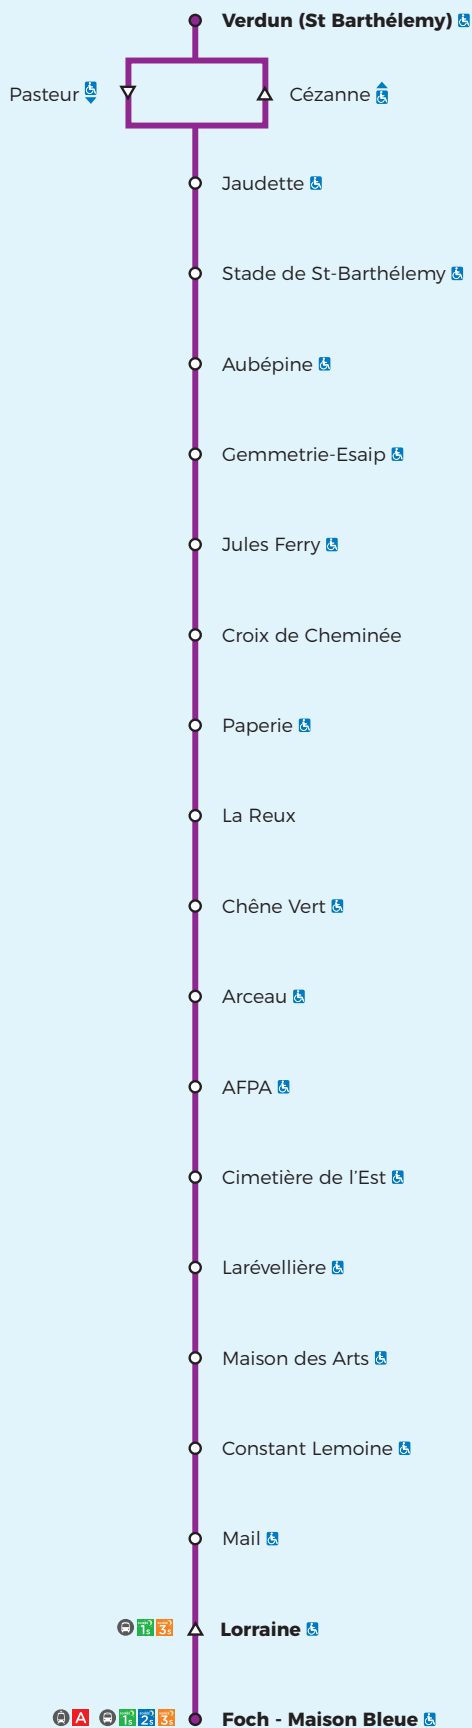 Verdun (St Barthélemy)
Pasteur
Cézanne
Jaudette
Stade de St-Barthélemy
Aubépine
Gemmetrie-Esaip
Jules Ferry
Croix de Cheminée
Paperie
La Reux
Chêne Vert
Arceau
AFPA
Cimetière de l’Est
Larévellière
Maison des Arts
Constant Lemoine
Mail
1s 3s Lorraine
A 1s 2s 3s Foch - Maison Bleue